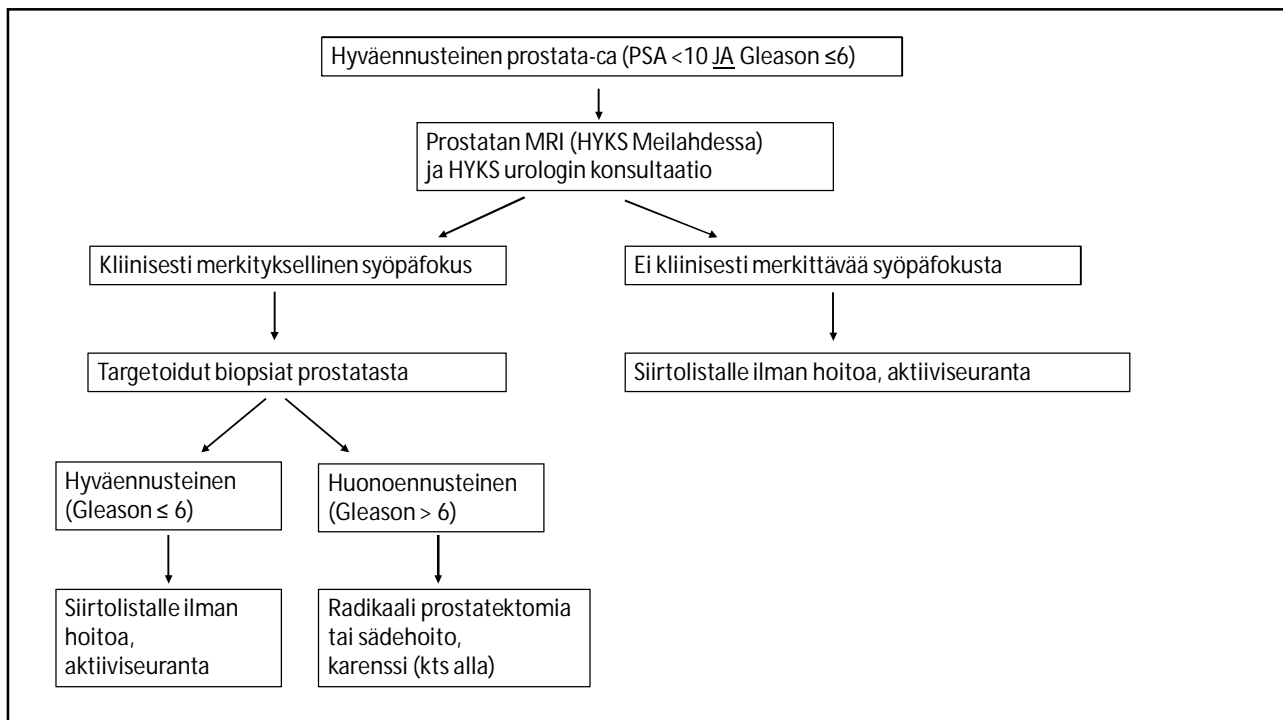 Hyväennusteinen prostata-ca (PSA <10 JA Gleason ≤6)
Prostatan MRI (HYKS Meilahdessa)
ja HYKS urologin konsultaatio
Kliinisesti merkityksellinen syöpäfokus
Ei kliinisesti merkittävää syöpäfokusta
Targetoidut biopsiat prostatasta
Siirtolistalle ilman hoitoa, aktiiviseuranta
Hyväennusteinen
(Gleason ≤ 6)
Huonoennusteinen
(Gleason > 6)
Siirtolistalle ilman
hoitoa,
aktiiviseuranta
Radikaali prostatektomia
tai sädehoito,
karenssi (kts alla)